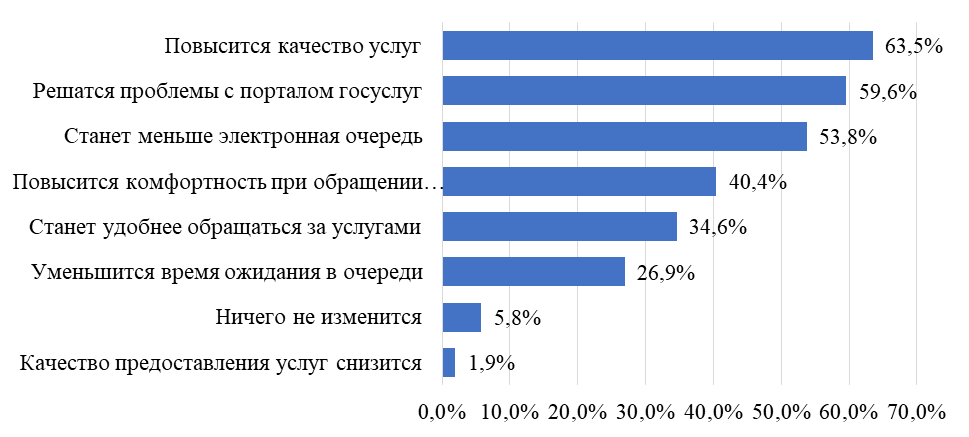 Повысится качество услуг 63,5%
Решатся проблемы с порталом госуслуг 59,6%
Станет меньше электронная очередь 53,8%
Повысится комфортность при обращении… 40,4%
Станет удобнее обращаться за услугами 34,6%
Уменьшится время ожидания в очереди 26,9%
Ничего не изменится 5,8%
Качество предоставления услуг снизится 1,9%
0,0% 10,0% 20,0% 30,0% 40,0% 50,0% 60,0% 70,0%